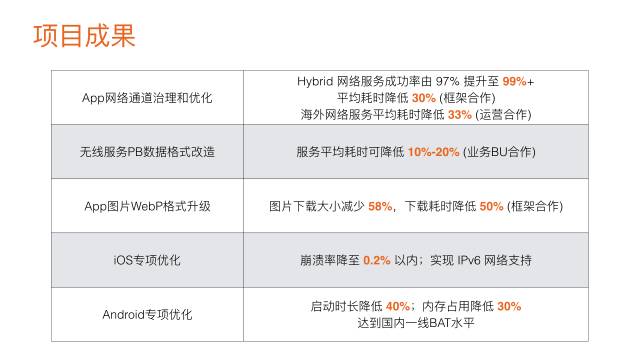 项目成果
App网络通道治理和优化
Hybrid 网络服务成功率由 97% 提升至 99%+
平均耗时降低 30% (框架合作)
海外网络服务平均耗时降低 33% (运营合作)
无线服务PB数据格式改造
服务平均耗时可降低 10%-20% (业务BU合作)
App图片WebP格式升级
图片下载大小减少 58%，下载耗时降低 50% (框架合作)
iOS专项优化
崩溃率降至 0.2% 以内；实现 IPv6 网络支持
Android专项优化
启动时长降低 40%；内存占用降低 30%
达到国内一线BAT水平